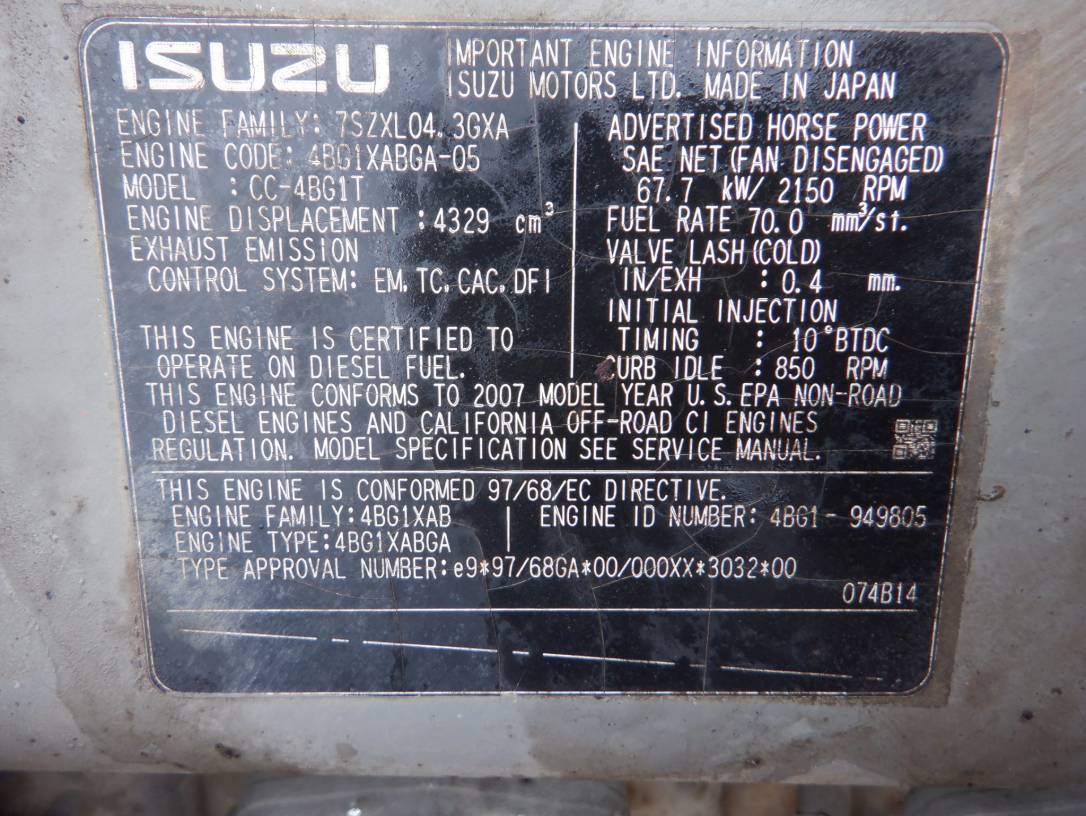 ISUZU
IMPORTANT ENGINE INFORMATION
ISUZU MOTORS LTD. MADE IN JAPAN
ENGINE FAMILY: 7SZXL04.3GXA
ENGINE CODE: 4BG1XABGA-05
MODEL : CC-4BG1T
ENGINE DISPLACEMENT :4329 cm³
EXHAUST EMISSION
CONTROL SYSTEM: EM, TC, CAC, DFI
THIS ENGINE IS CERTIFIED TO
OPERATE ON DIESEL FUEL.
ADVERTISED HORSE POWER
SAE NET (FAN DISENGAGED)
67.7 kW/ 2150 RPM
FUEL RATE 70.0 mm³/st.
VALVE LASH (COLD)
IN/EXH : 0.4 mm.
INITIAL INJECTION
TIMING : 10°BTDC
CURB IDLE : 850 RPM
THIS ENGINE CONFORMS TO 2007 MODEL YEAR U.S. EPA NON-ROAD
DIESEL ENGINES AND CALIFORNIA OFF-ROAD CI ENGINES
REGULATION. MODEL SPECIFICATION SEE SERVICE MANUAL.
THIS ENGINE IS CONFORMED 97/68/EC DIRECTIVE.
ENGINE FAMILY:4BG1XAB
ENGINE TYPE:4BG1XABGA
ENGINE ID NUMBER: 4BG1 - 949805
TYPE APPROVAL NUMBER:e9*97/68GA*00/000XX*3032*00
074B14